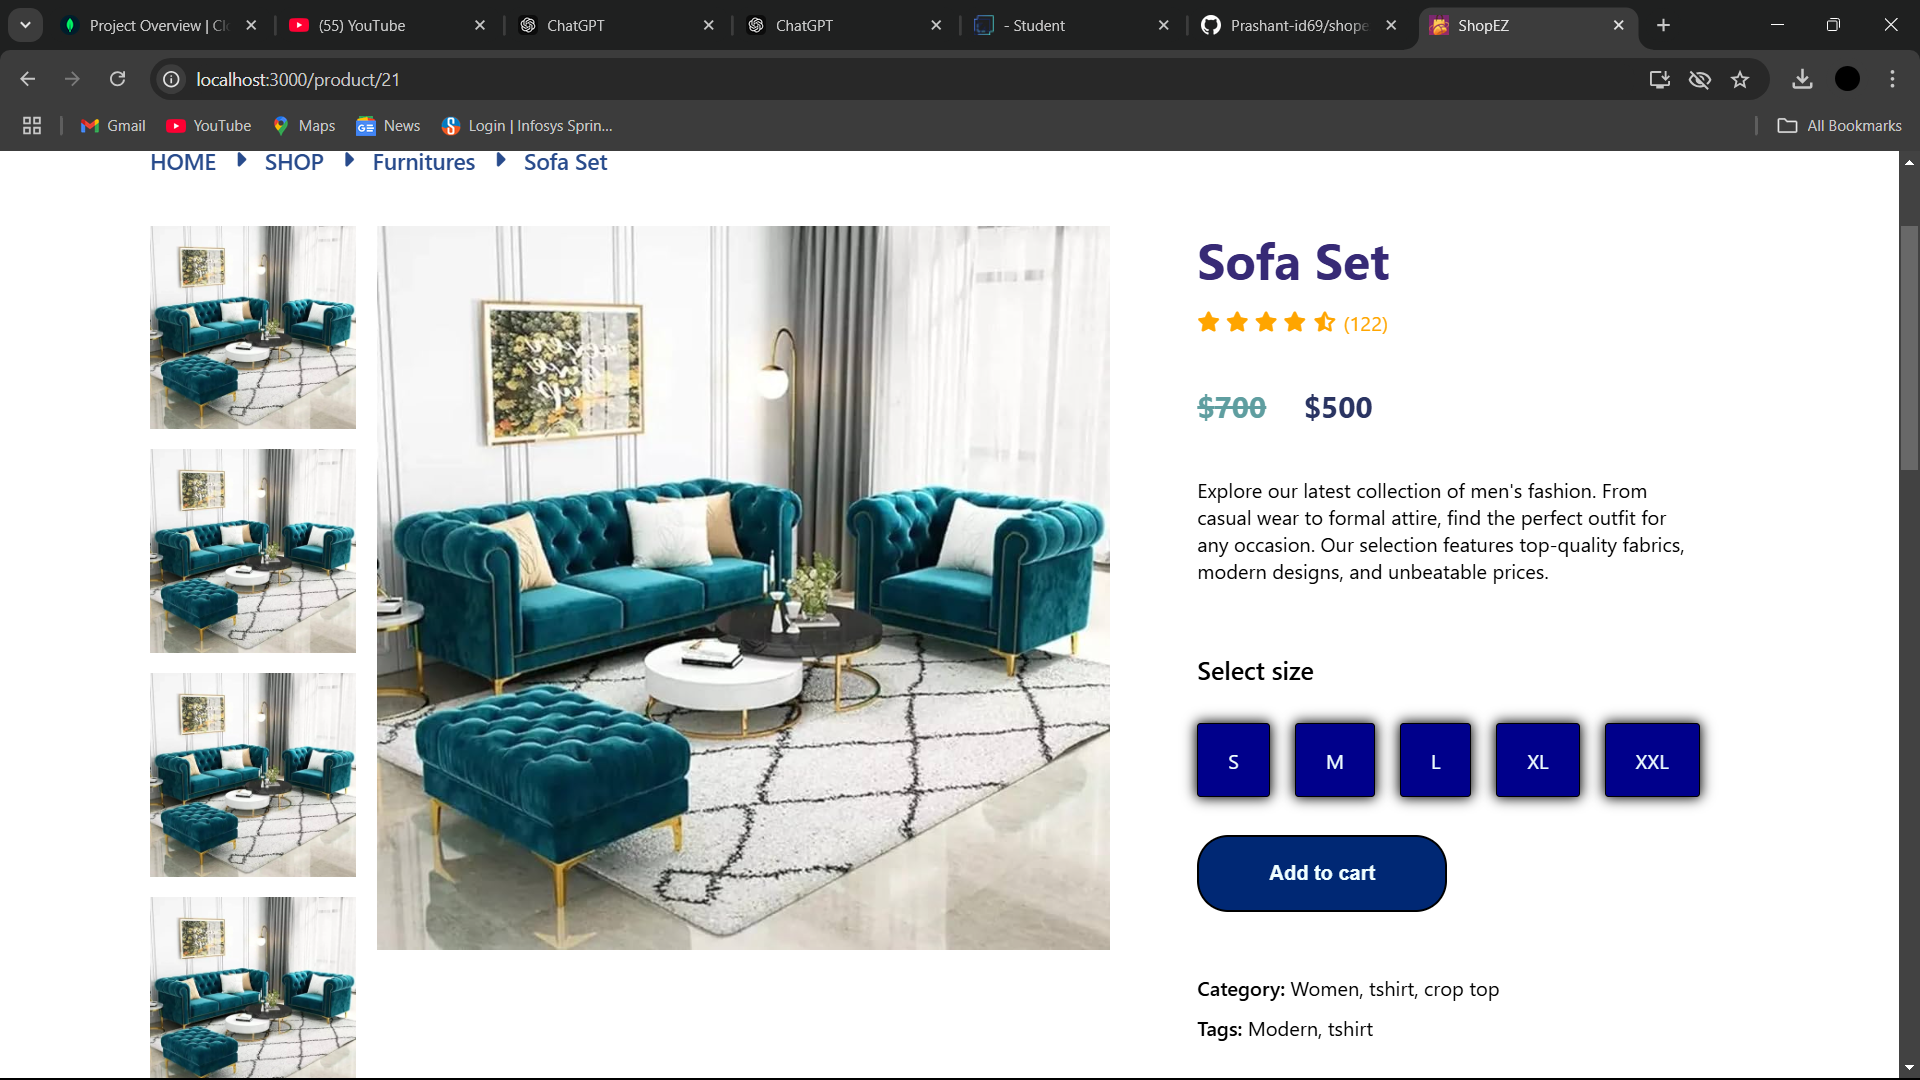 Project Overview | Clo
(55) YouTube
ChatGPT
ChatGPT
- Student
Prashant-id69/shope
ShopEZ
localhost:3000/product/21
Gmail
YouTube
Maps
News
Login | Infosys Sprin...
All Bookmarks
HOME SHOP Furnitures Sofa Set
Sofa Set
(122)
$700 $500
Explore our latest collection of men's fashion. From
casual wear to formal attire, find the perfect outfit for
any occasion. Our selection features top-quality fabrics,
modern designs, and unbeatable prices.
Select size
S M L XL XXL
Add to cart
Category: Women, tshirt, crop top
Tags: Modern, tshirt